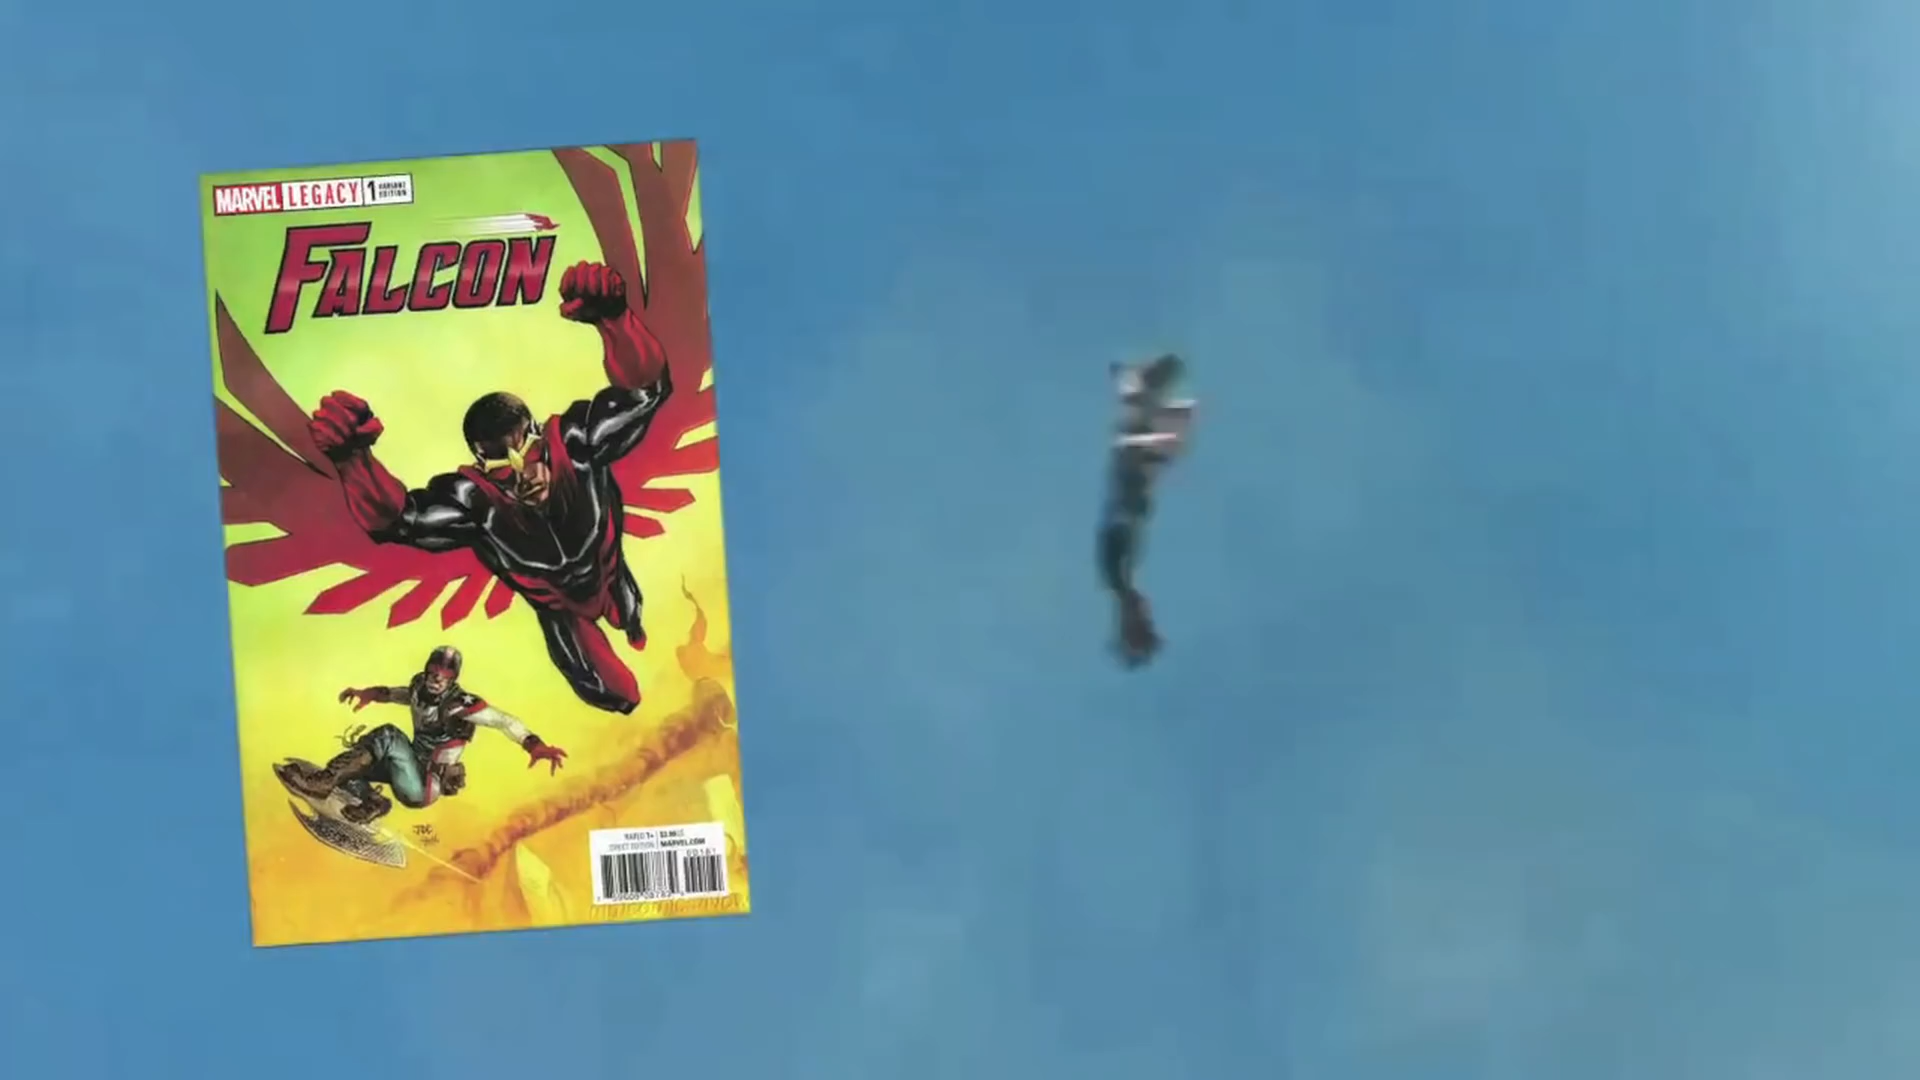 MARVEL LEGACY 1 VARIANT EDITION
FALCON
MARVEL.COM